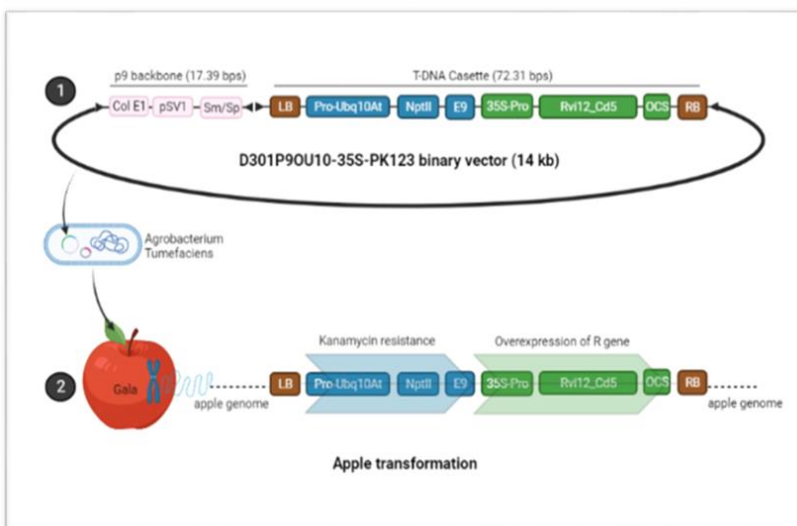 p9 backbone (17.39 bps)
T-DNA Casette (72.31 bps)
1
Col E1
pSV1
Sm/Sp
LB
Pro-Ubq10At
NptII
E9
35S-Pro
Rvi12_Cd5
OCS
RB
D301P9OU10-35S-PK123 binary vector (14 kb)
Agrobacterium
Tumefaciens
Kanamycin resistance
Overexpression of R gene
2
Gala
apple genome
LB
Pro-Ubq10At
NptII
E9
35S-Pro
Rvi12_Cd5
OCS
RB
apple genome
Apple transformation